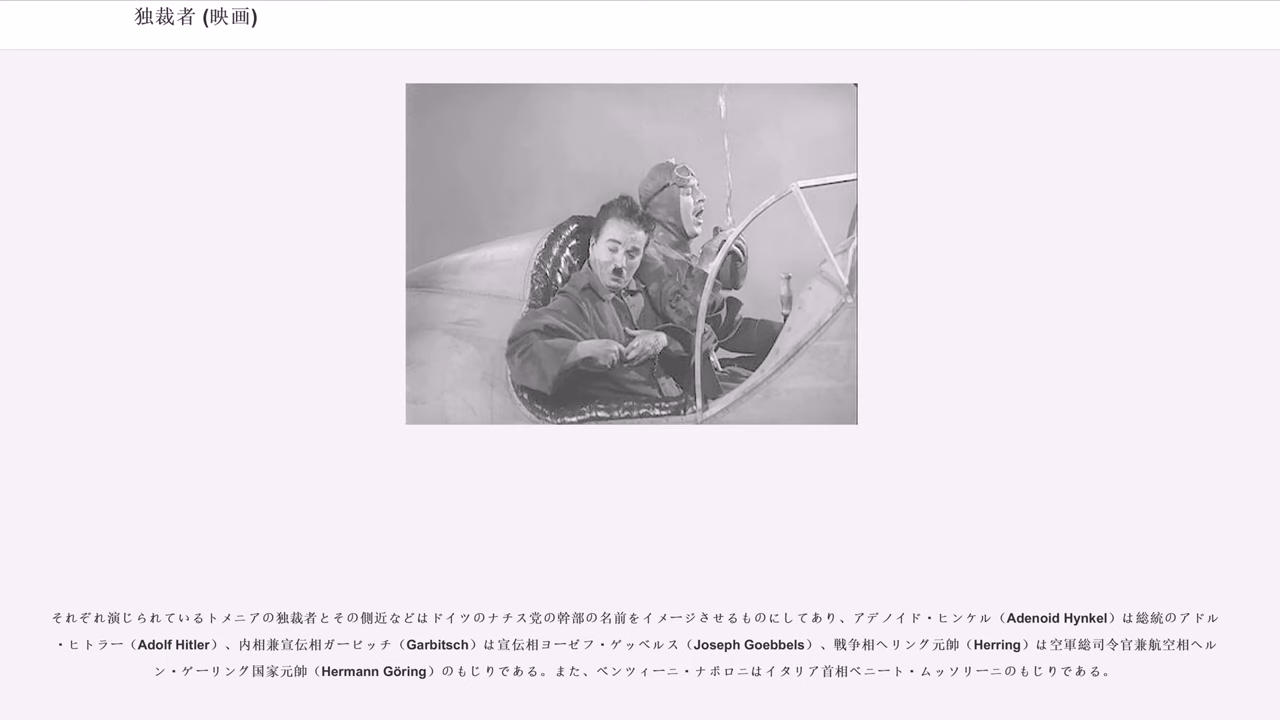 独裁者 (映画)
それぞれ演じられているトメニアの独裁者とその側近などはドイツのナチス党の幹部の名前をイメージさせるものにしてあり、アデノイド・ヒンケル（Adenoid Hynkel）は総統のアドル
・ヒトラー（Adolf Hitler）、内相兼宣伝相ガービッチ（Garbitsch）は宣伝相ヨーゼフ・ゲッベルス（Joseph Goebbels）、戦争相ヘリング元帥（Herring）は空軍総司令官兼航空相ヘル
ン・ゲーリング国家元帥（Hermann Göring）のもじりである。また、ベンツィーニ・ナポロニはイタリア首相ベニート・ムッソリーニのもじりである。